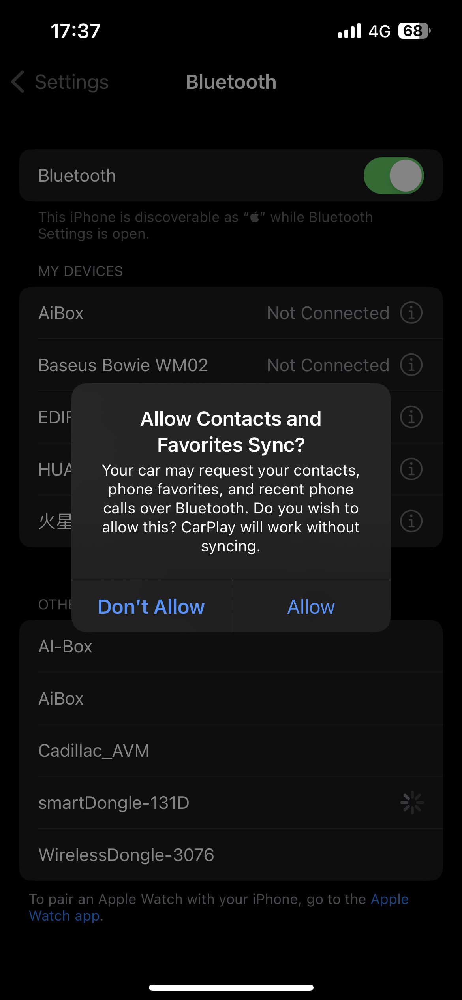 17:37
4G 68
Settings
Bluetooth
Bluetooth
This iPhone is discoverable as “” while Bluetooth
Settings is open.
MY DEVICES
AiBox Not Connected
Baseus Bowie WM02 Not Connected
Allow Contacts and
Favorites Sync?
Your car may request your contacts,
phone favorites, and recent phone
calls over Bluetooth. Do you wish to
allow this? CarPlay will work without
syncing.
火星
Don’t Allow
Allow
AI-Box
AiBox
Cadillac_AVM
smartDongle-131D
WirelessDongle-3076
To pair an Apple Watch with your iPhone, go to the Apple
Watch app.